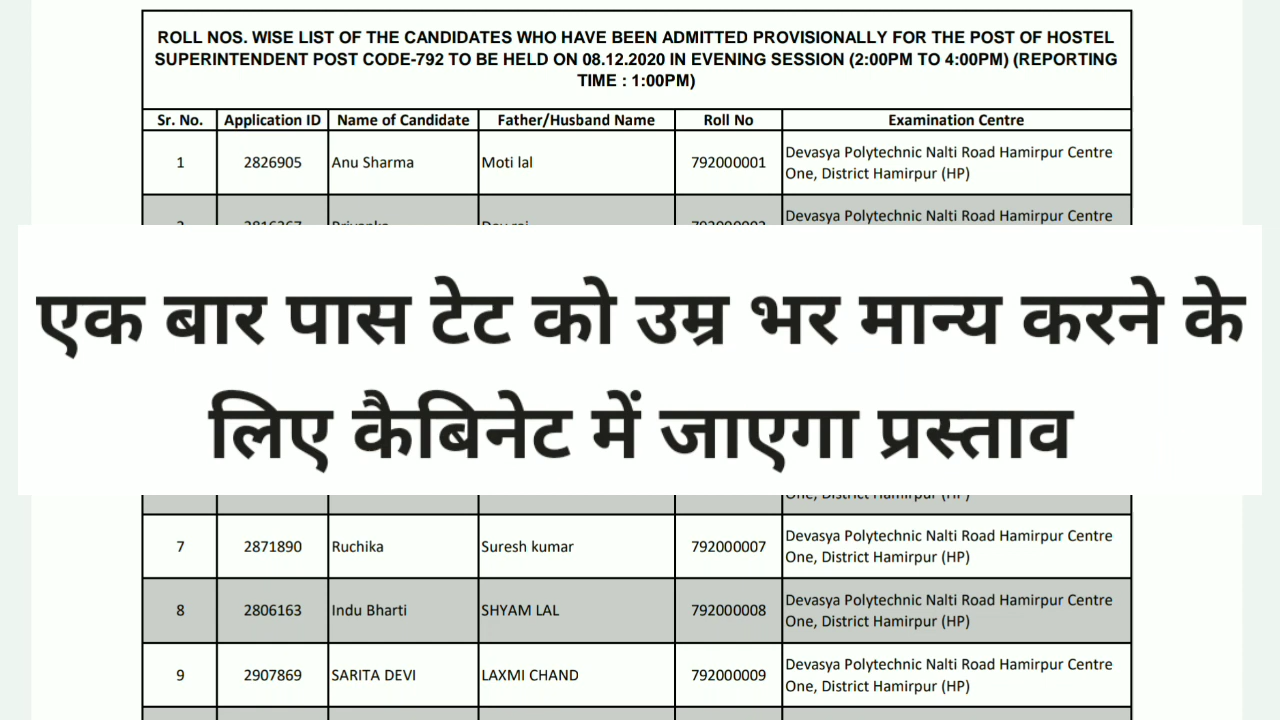 ROLL NOS. WISE LIST OF THE CANDIDATES WHO HAVE BEEN ADMITTED PROVISIONALLY FOR THE POST OF HOSTEL
SUPERINTENDENT POST CODE-792 TO BE HELD ON 08.12.2020 IN EVENING SESSION (2:00PM TO 4:00PM) (REPORTING
TIME : 1:00PM)
Sr. No. Application ID Name of Candidate Father/Husband Name Roll No Examination Centre
1 2826905 Anu Sharma Moti lal 792000001 Devasya Polytechnic Nalti Road Hamirpur Centre
One, District Hamirpur (HP)
Devasya Polytechnic Nalti Road Hamirpur Centre
एक बार पास टेट को उम्र भर मान्य करने के
लिए कैबिनेट में जाएगा प्रस्ताव
One, District Hamirpur (HP)
7 2871890 Ruchika Suresh kumar 792000007 Devasya Polytechnic Nalti Road Hamirpur Centre
One, District Hamirpur (HP)
8 2806163 Indu Bharti SHYAM LAL 792000008 Devasya Polytechnic Nalti Road Hamirpur Centre
One, District Hamirpur (HP)
9 2907869 SARITA DEVI LAXMI CHAND 792000009 Devasya Polytechnic Nalti Road Hamirpur Centre
One, District Hamirpur (HP)